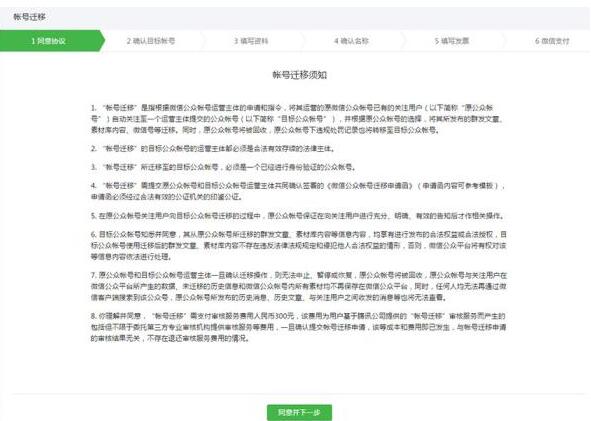 帐号迁移
1 同意协议
2 确认目标帐号
3 填写资料
4 确认名称
5 填写发票
6 微信支付
帐号迁移须知
1. “帐号迁移”是指根据微信公众帐号运营主体的申请和指令，将其运营的原微信公众帐号已有的关注用户（以下简称“原公众帐
号”）自动关注至一个运营主体提交的公众帐号（以下简称“目标公众帐号”），并根据原公众帐号的选择，将其所发布的群发文章、
素材库内容、微信号等迁移。同时，原公众帐号将被回收，原公众帐号下违规处罚记录也将转移至目标公众帐号。
2. “帐号迁移”的目标公众帐号的运营主体都必须是合法有效存续的法律主体。
3. “帐号迁移”所迁移至的目标公众帐号，必须是一个已经进行身份验证的公众帐号。
4. “帐号迁移”需提交原公众帐号和目标公众帐号运营主体共同确认签署的《微信公众帐号迁移申请函》（申请函内容可参考模板），
申请函必须经过合法有效的公证机关的印鉴公证。
5. 在原公众帐号关注用户向目标公众帐号迁移的过程中，原公众帐号保证在向关注用户进行充分、明确、有效的告知后才作相关操作。
6. 目标公众帐号知悉并同意，其从原公众帐号所迁移的群发文章、素材库内容等信息内容，均享有进行发布的合法权益或合法授权，目
标公众帐号使用迁移后的群发文章、素材库内容不存在违反法律法规规定和侵犯他人合法权益的情形，否则，微信公众平台将有权对该
等信息内容依法进行处理。
7. 原公众帐号和目标公众帐号运营主体一旦确认迁移操作，则无法中止、暂停或恢复，原公众帐号将被回收，原公众帐号与关注用户在
微信公众平台所产生的数据、未迁移的历史信息和微信公众帐号内所有素材均不再保存在微信公众平台，同时，任何人均无法再通过微
信客户端搜索到该公众号，原公众帐号所发布的历史消息、历史文章、与关注用户之间收发的消息等也将无法查看。
8. 你理解并同意，“帐号迁移”需支付审核服务费用人民币300元，该费用为用户基于腾讯公司提供的“帐号迁移”审核服务而产生的
包括但不限于委托第三方专业审核机构提供审核服务等费用，一旦确认提交帐号迁移申请，该等成本和费用即已发生，与帐号迁移申请
的审核结果无关，不存在退还审核服务费用的情况。
同意并下一步